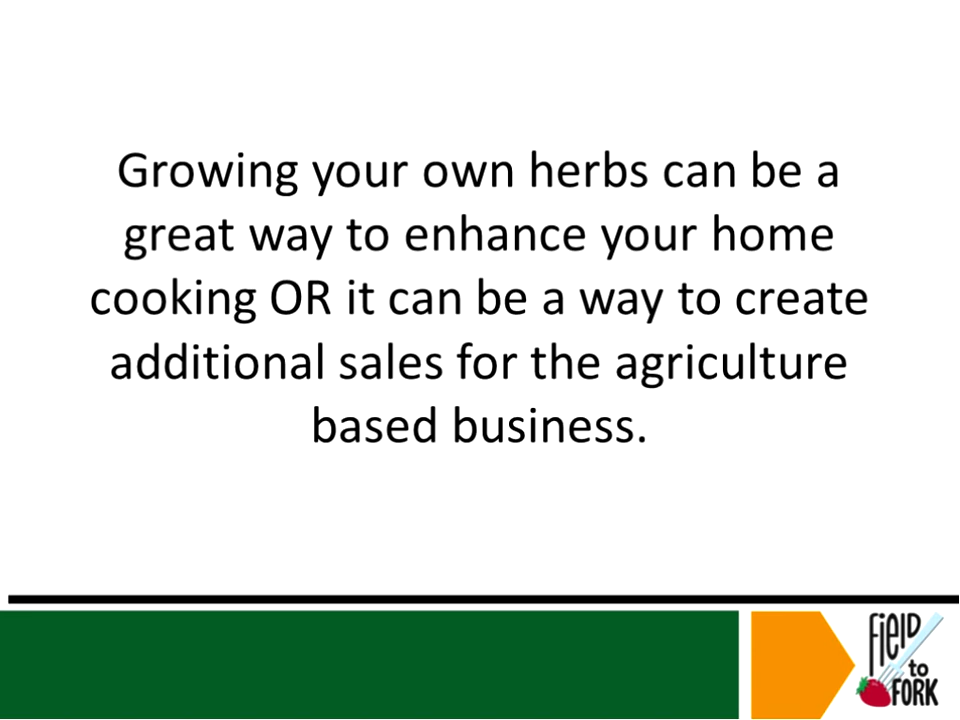 Growing your own herbs can be a
great way to enhance your home
cooking OR it can be a way to create
additional sales for the agriculture
based business.
FiELD
to
FORK